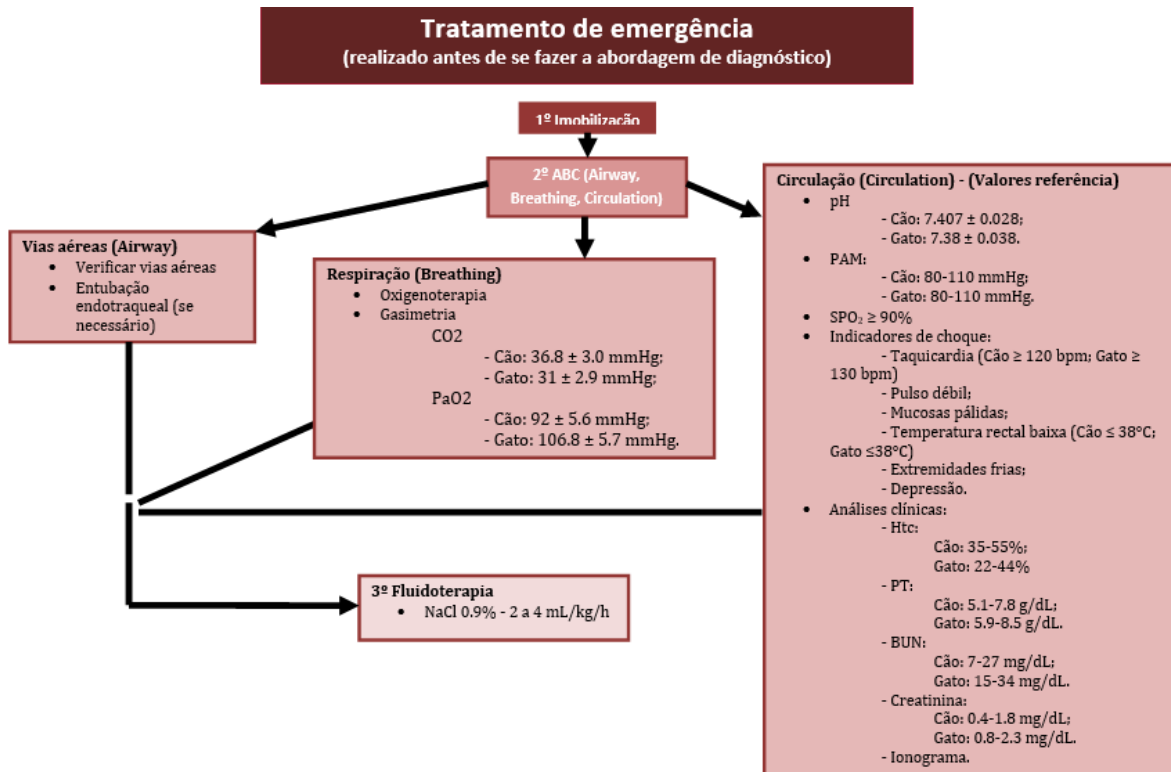 Tratamento de emergência
(realizado antes de se fazer a abordagem de diagnóstico)
1º Imobilização
2º ABC (Airway,
Breathing, Circulation)
Vias aéreas (Airway)
• Verificar vias aéreas
• Entubação
endotraqueal (se
necessário)
Respiração (Breathing)
• Oxigenoterapia
• Gasimetria
CO2
- Cão: 36.8 ± 3.0 mmHg;
- Gato: 31 ± 2.9 mmHg;
PaO2
- Cão: 92 ± 5.6 mmHg;
- Gato: 106.8 ± 5.7 mmHg.
Circulação (Circulation) - (Valores referência)
• pH
- Cão: 7.407 ± 0.028;
- Gato: 7.38 ± 0.038.
• PAM:
- Cão: 80-110 mmHg;
- Gato: 80-110 mmHg.
• SPO₂ ≥ 90%
• Indicadores de choque:
- Taquicardia (Cão ≥ 120 bpm; Gato ≥
130 bpm)
- Pulso débil;
- Mucosas pálidas;
- Temperatura rectal baixa (Cão ≤ 38°C;
Gato ≤38°C)
- Extremidades frias;
- Depressão.
• Análises clínicas:
- Htc:
Cão: 35-55%;
Gato: 22-44%
- PT:
Cão: 5.1-7.8 g/dL;
Gato: 5.9-8.5 g/dL.
- BUN:
Cão: 7-27 mg/dL;
Gato: 15-34 mg/dL.
- Creatinina:
Cão: 0.4-1.8 mg/dL;
Gato: 0.8-2.3 mg/dL.
- Ionograma.
3º Fluidoterapia
• NaCl 0.9% - 2 a 4 mL/kg/h